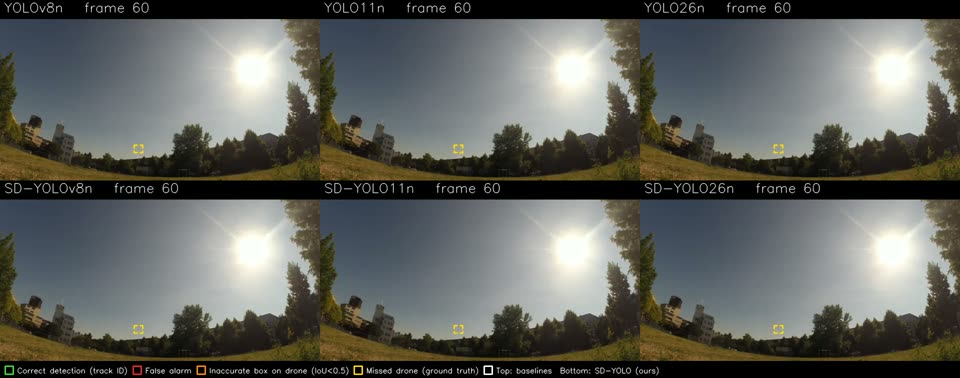 YOLOv8n frame 60
YOLO11n frame 60
YOLO26n frame 60
SD-YOLOv8n frame 60
SD-YOLO11n frame 60
SD-YOLO26n frame 60
Correct detection (track ID) False alarm Inaccurate box on drone (IoU<0.5) Missed drone (ground truth) Top: baselines Bottom: SD-YOLO (ours)